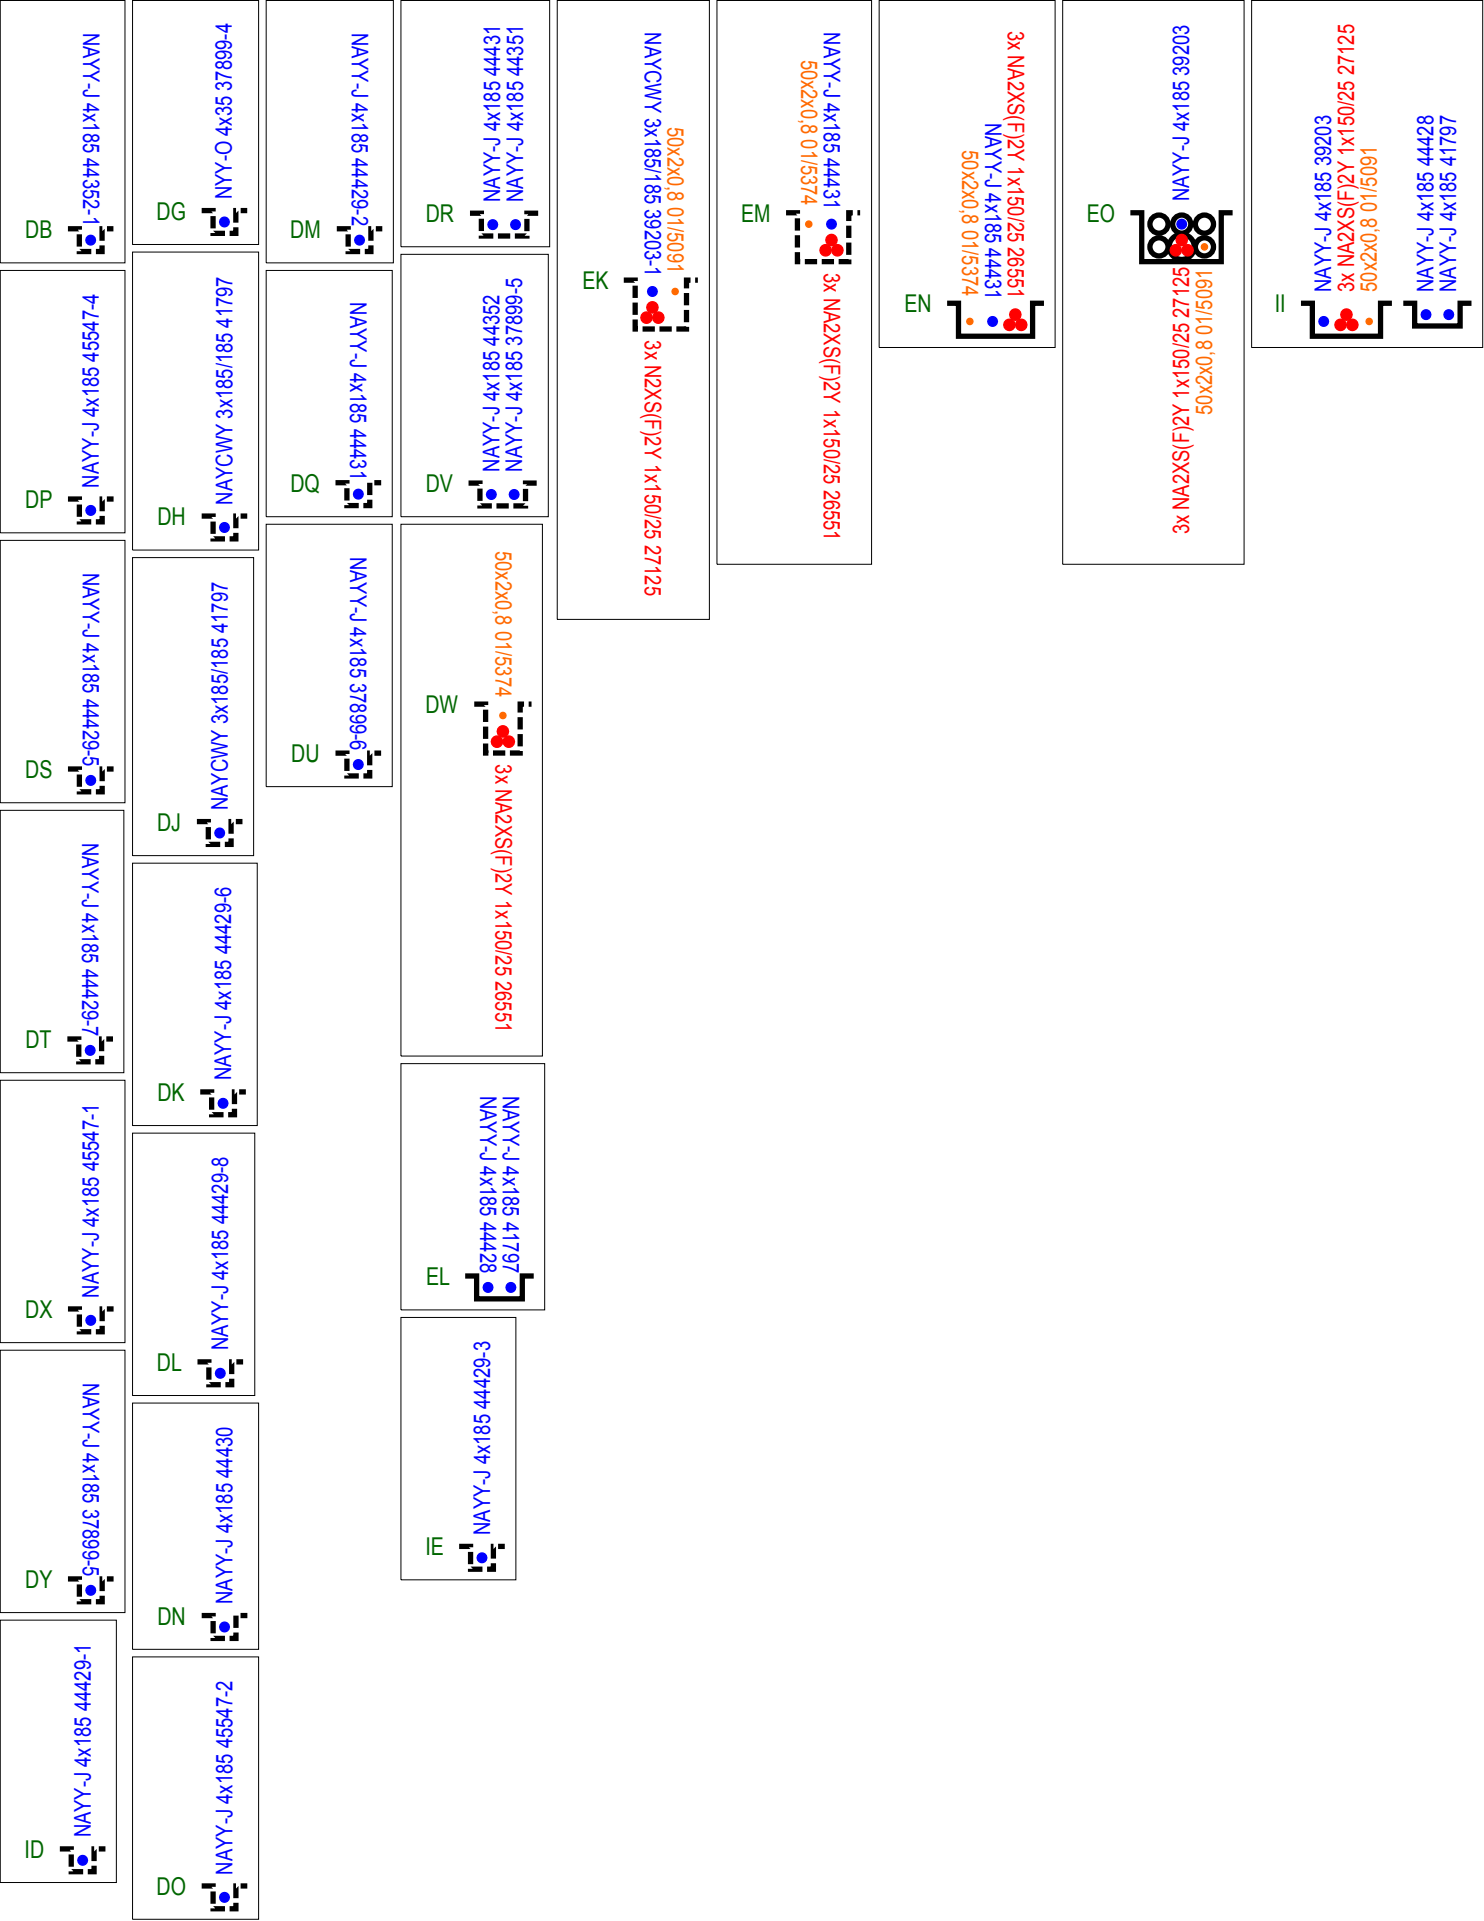 DB
NAYY-J 4x185 44352-1
DP
NAYY-J 4x185 45547-4
DS
NAYY-J 4x185 44429-5
DT
NAYY-J 4x185 44429-7
DX
NAYY-J 4x185 45547-1
DY
NAYY-J 4x185 37899-5
ID
NAYY-J 4x185 44429-1
DG
NYY-O 4x35 37899-4
DH
NAYCWY 3x185/185 41797
DJ
NAYCWY 3x185/185 41797
DK
NAYY-J 4x185 44429-6
DL
NAYY-J 4x185 44429-8
DN
NAYY-J 4x185 44430
DO
NAYY-J 4x185 45547-2
DM
NAYY-J 4x185 44429-2
DQ
NAYY-J 4x185 44431
DU
NAYY-J 4x185 37899-6
DR
NAYY-J 4x185 44431
NAYY-J 4x185 44351
DV
NAYY-J 4x185 44352
NAYY-J 4x185 37899-5
DW
50x2x0,8 01/5374
3x NA2XS(F)2Y 1x150/25 26551
EL
NAYY-J 4x185 44428
NAYY-J 4x185 41797
IE
NAYY-J 4x185 44429-3
EK
NAYCWY 3x185/185 39203-1
50x2x0,8 01/5091
3x N2XS(F)2Y 1x150/25 27125
EM
50x2x0,8 01/5374
NAYY-J 4x185 44431
3x NA2XS(F)2Y 1x150/25 26551
EN
50x2x0,8 01/5374
NAYY-J 4x185 44431
3x NA2XS(F)2Y 1x150/25 26551
EO
NAYY-J 4x185 39203
3x NA2XS(F)2Y 1x150/25 27125
50x2x0,8 01/5091
II
NAYY-J 4x185 39203
3x NA2XS(F)2Y 1x150/25 27125
50x2x0,8 01/5091
NAYY-J 4x185 44428
NAYY-J 4x185 41797